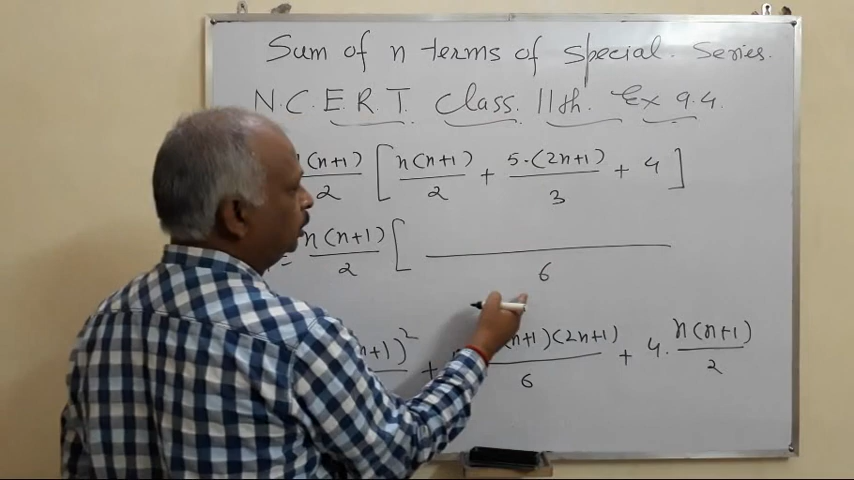 Sum of n terms of special. Series.
N.C.E.R.T. Class. 11th. Ex 9.4.
n(n+1)/2 [ n(n+1)/2 + 5·(2n+1)/3 + 4 ]
= n(n+1)/2 [ /6
n+1)² + (n+1)(2n+1)/6 + 4. n(n+1)/2